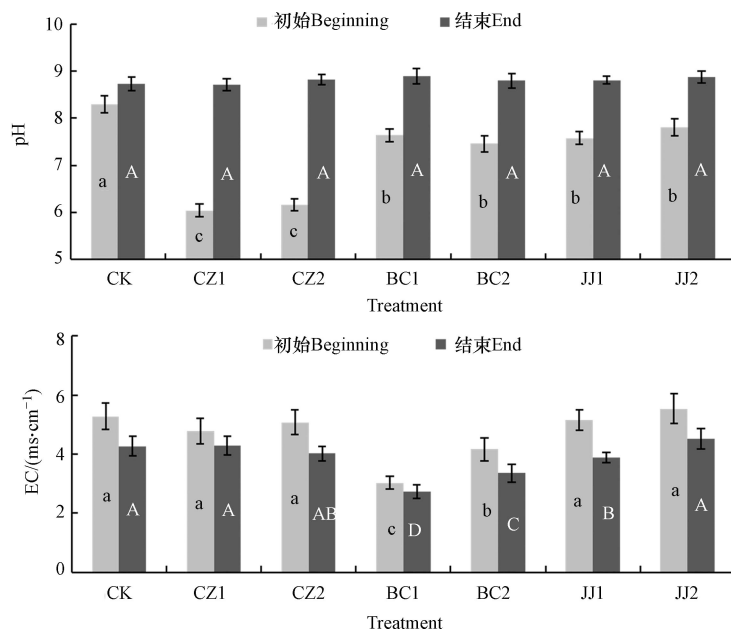 初始Beginning 结束End
10
9
8
7
6
5
pH
a A c A c A b A b A b A b A
CK CZ1 CZ2 BC1 BC2 JJ1 JJ2
Treatment
初始Beginning 结束End
8
6
4
2
0
EC/(ms·cm⁻¹)
a A a A a AB c D b C a B a A
CK CZ1 CZ2 BC1 BC2 JJ1 JJ2
Treatment